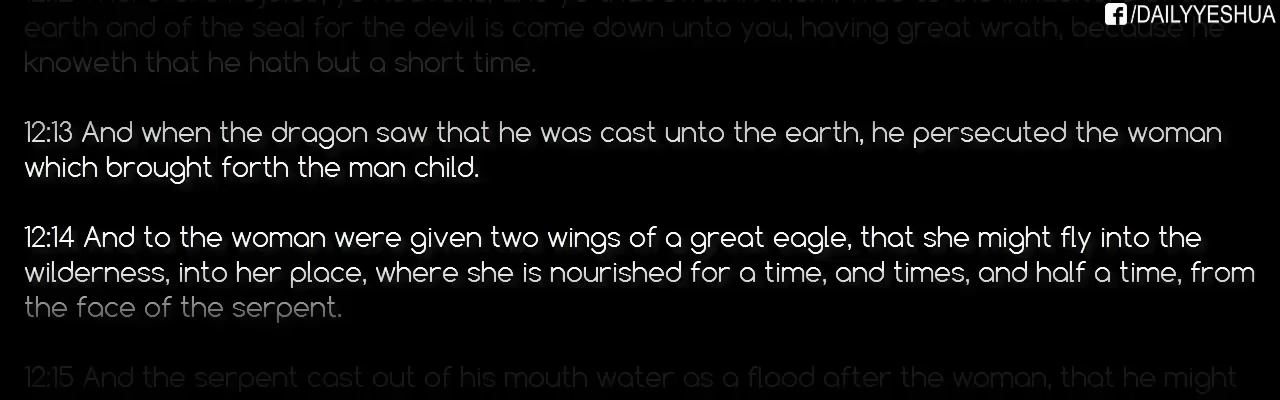 /DAILYYESHUA
earth and of the sea! for the devil is come down unto you, having great wrath, because he
knoweth that he hath but a short time.
12:13 And when the dragon saw that he was cast unto the earth, he persecuted the woman
which brought forth the man child.
12:14 And to the woman were given two wings of a great eagle, that she might fly into the
wilderness, into her place, where she is nourished for a time, and times, and half a time, from
the face of the serpent.
12:15 And the serpent cast out of his mouth water as a flood after the woman, that he might